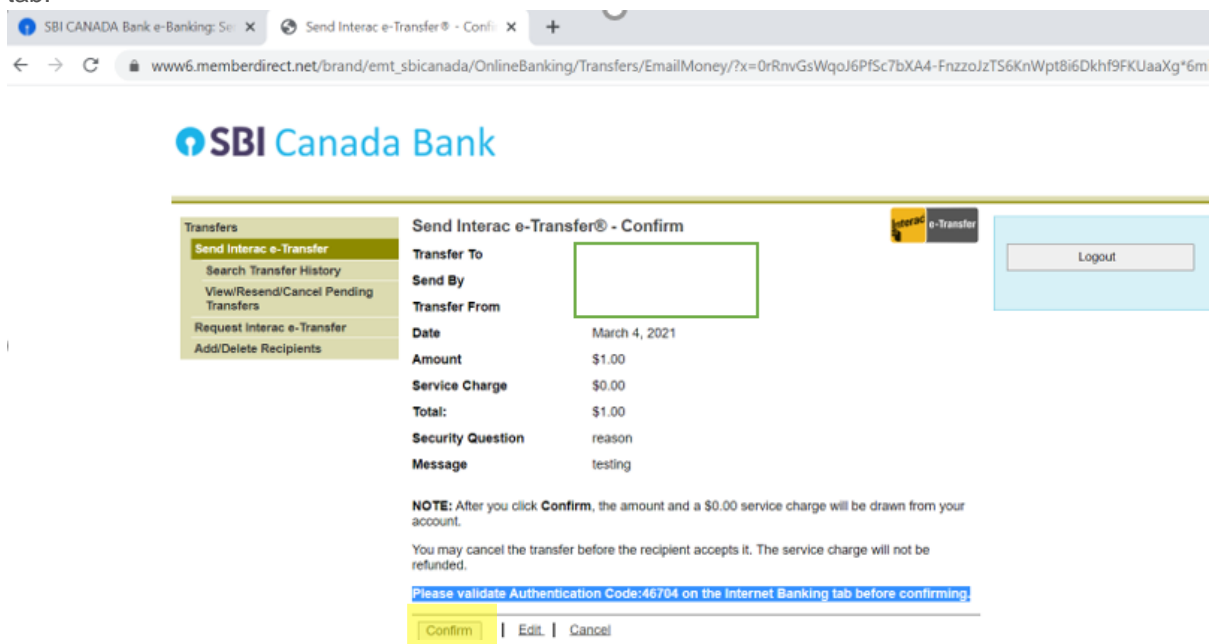 tab.
SBI CANADA Bank e-Banking: Se
Send Interac e-Transfer® - Confi
www6.memberdirect.net/brand/emt_sbicanada/OnlineBanking/Transfers/EmailMoney/?x=0rRnvGsWqoJ6PfSc7bXA4-FnzzoJzTS6KnWpt8i6Dkhf9FKUaaXg*6m
SBI Canada Bank
Transfers
Send Interac e-Transfer
Search Transfer History
View/Resend/Cancel Pending
Transfers
Request Interac e-Transfer
Add/Delete Recipients
Send Interac e-Transfer® - Confirm
Interac e-Transfer
Transfer To
Send By
Transfer From
Date March 4, 2021
Amount $1.00
Service Charge $0.00
Total: $1.00
Security Question reason
Message testing
NOTE: After you click Confirm, the amount and a $0.00 service charge will be drawn from your
account.
You may cancel the transfer before the recipient accepts it. The service charge will not be
refunded.
Please validate Authentication Code:46704 on the Internet Banking tab before confirming.
Confirm | Edit | Cancel
Logout